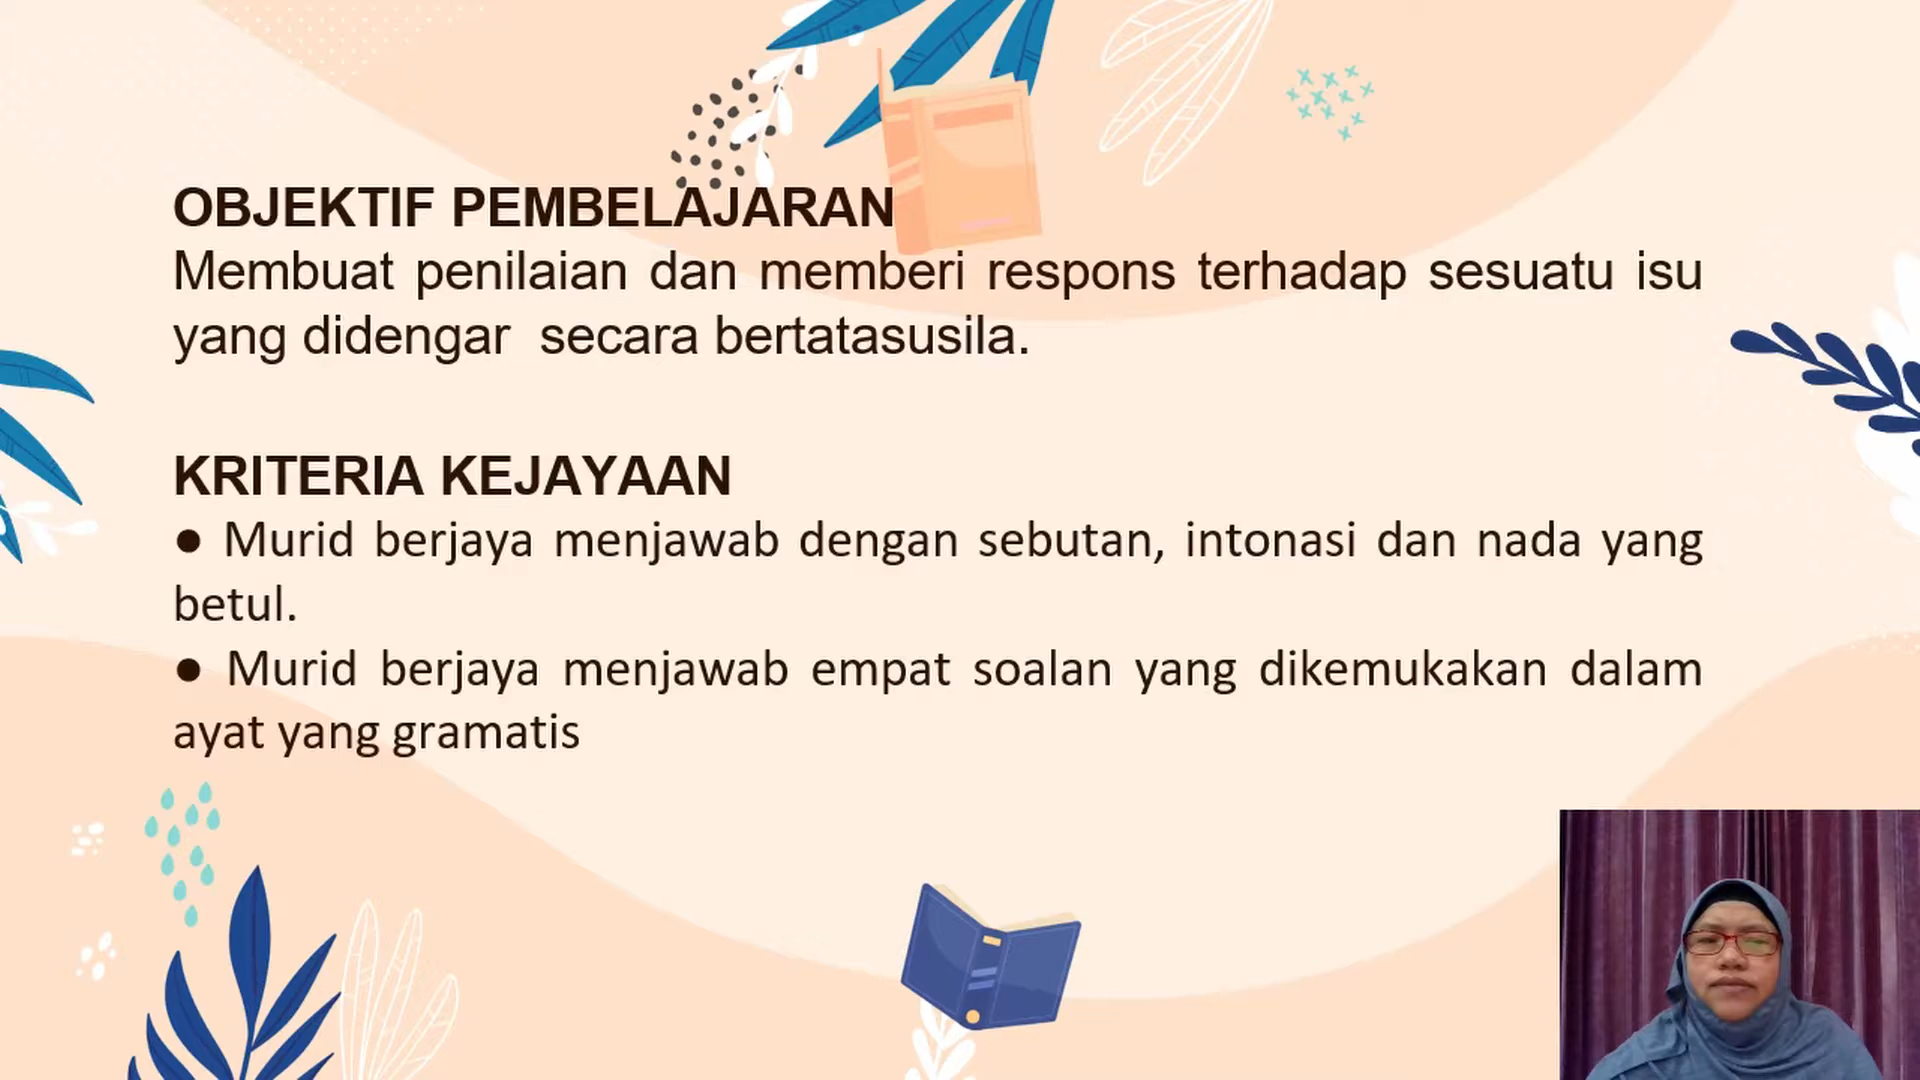 OBJEKTIF PEMBELAJARAN
Membuat penilaian dan memberi respons terhadap sesuatu isu
yang didengar secara bertatasusila.
KRITERIA KEJAYAAN
● Murid berjaya menjawab dengan sebutan, intonasi dan nada yang
betul.
● Murid berjaya menjawab empat soalan yang dikemukakan dalam
ayat yang gramatis